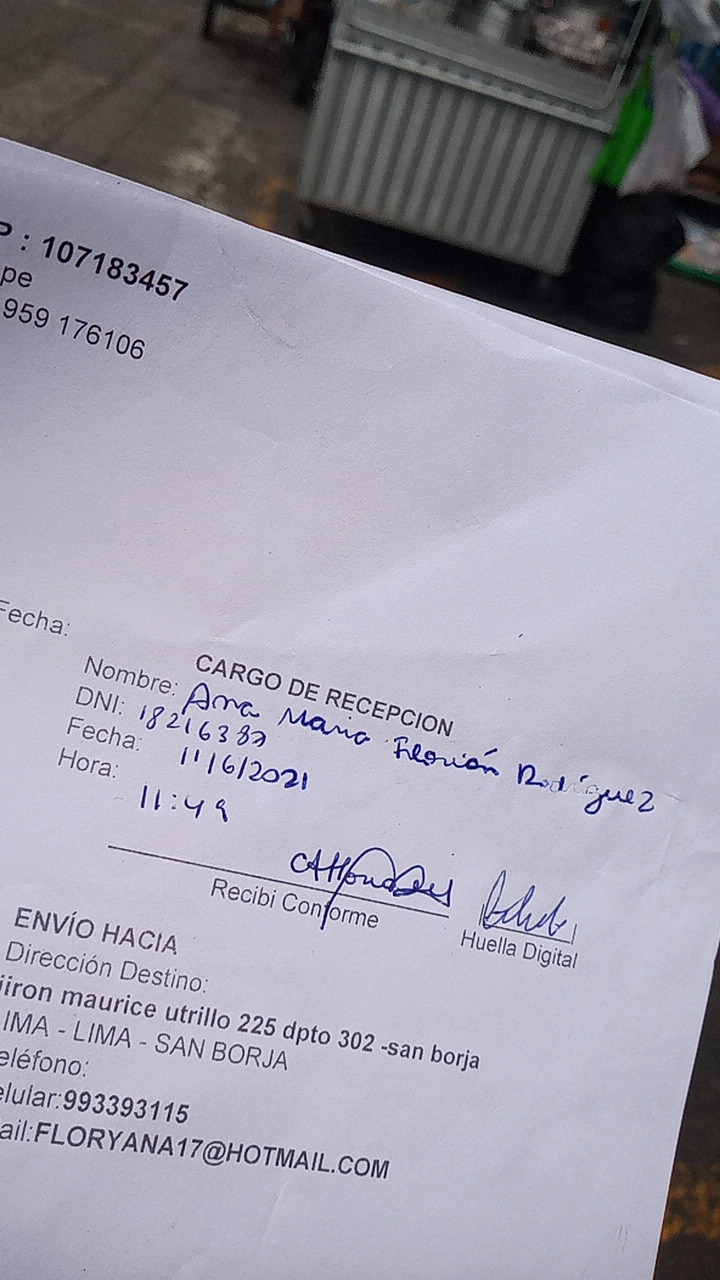 P : 107183457
pe
959 176106
Fecha:
CARGO DE RECEPCION
Nombre: Ana Maria Florián Rodríguez
DNI: 18216382
Fecha: 11/6/2021
Hora: 11:49
Recibi Conforme
Huella Digital
ENVÍO HACIA
Dirección Destino:
jiron maurice utrillo 225 dpto 302 -san borja
IMA - LIMA - SAN BORJA
eléfono:
elular:993393115
ail:FLORYANA17@HOTMAIL.COM